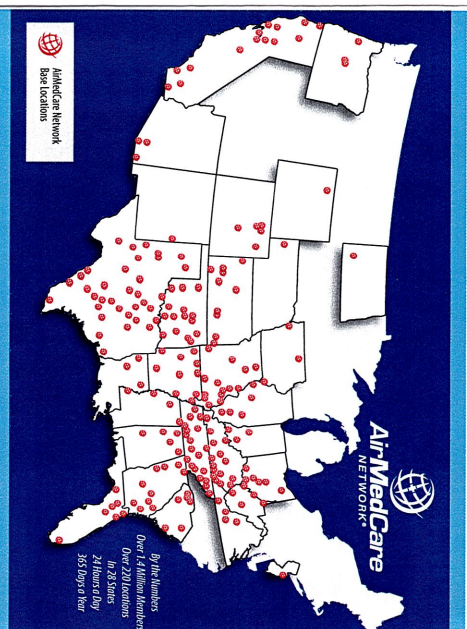 AirMedCare
NETWORK®
By the Numbers
Over 1.4 Million Members
Over 220 Locations
In 28 States
24 Hours a Day
365 Days a Year
AirMedCare Network
Base Locations